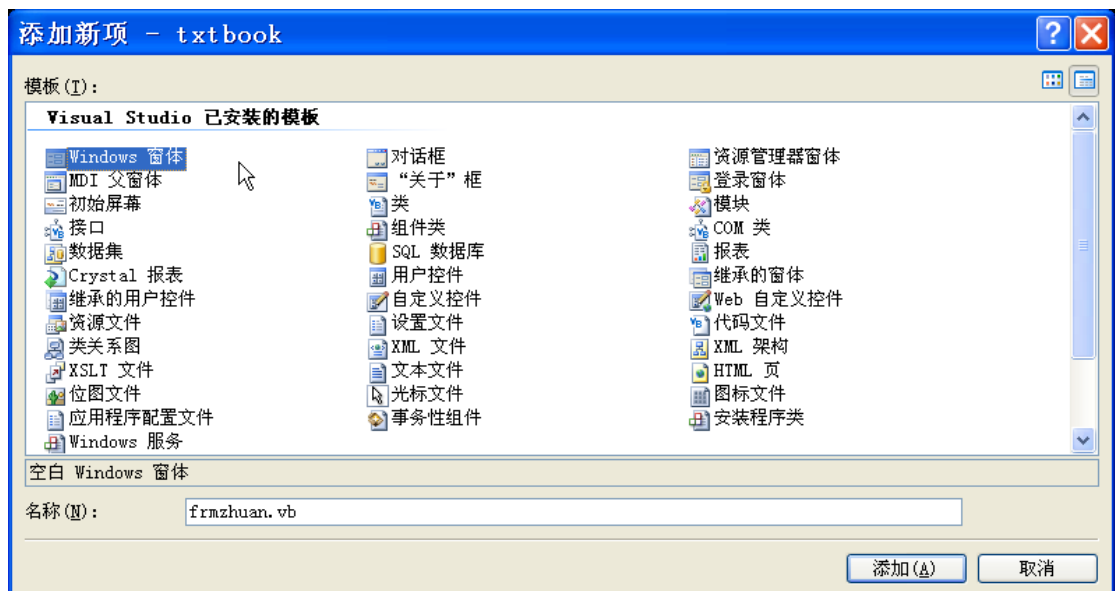 添加新项 - txtbook
模板(T):
Visual Studio 已安装的模板
Windows 窗体 对话框 资源管理器窗体
MDI 父窗体 “关于”框 登录窗体
初始屏幕 类 模块
接口 组件类 COM 类
数据集 SQL 数据库 报表
Crystal 报表 用户控件 继承的窗体
继承的用户控件 自定义控件 Web 自定义控件
资源文件 设置文件 代码文件
类关系图 XML 文件 XML 架构
XSLT 文件 文本文件 HTML 页
位图文件 光标文件 图标文件
应用程序配置文件 事务性组件 安装程序类
Windows 服务
空白 Windows 窗体
名称(N): frmzhuan.vb
添加(A) 取消